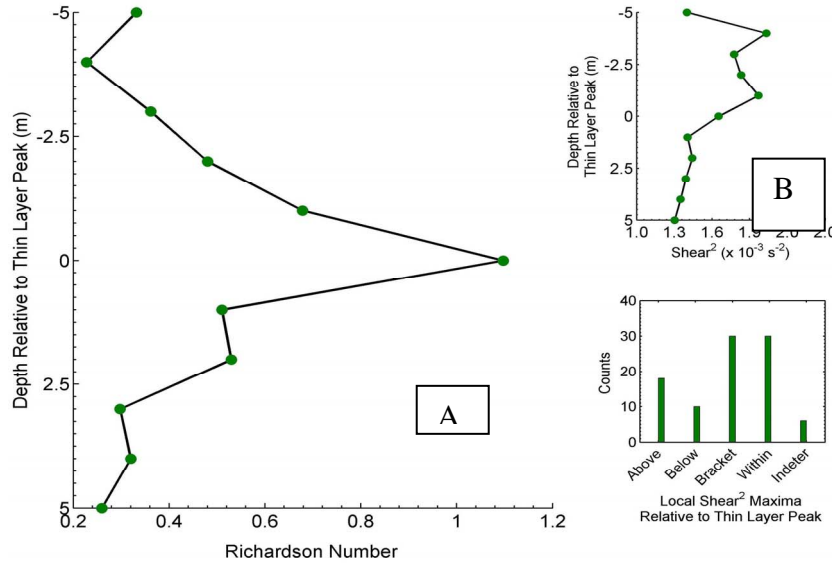 Depth Relative to Thin Layer Peak (m)
-5
-2.5
0
2.5
5
0.2
0.4
0.6
0.8
1
1.2
Richardson Number
A
Depth Relative to
Thin Layer Peak (m)
-5
-2.5
0
2.5
5
1.0
1.3
1.6
1.9
2.0
2.0
Shear² (x 10⁻³ s⁻²)
B
Counts
40
30
20
10
0
Above
Below
Bracket
Within
Indeter
Local Shear² Maxima
Relative to Thin Layer Peak